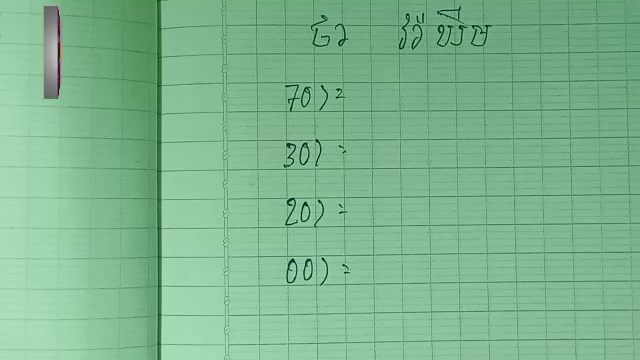 70) =
30) =
20) =
00) =